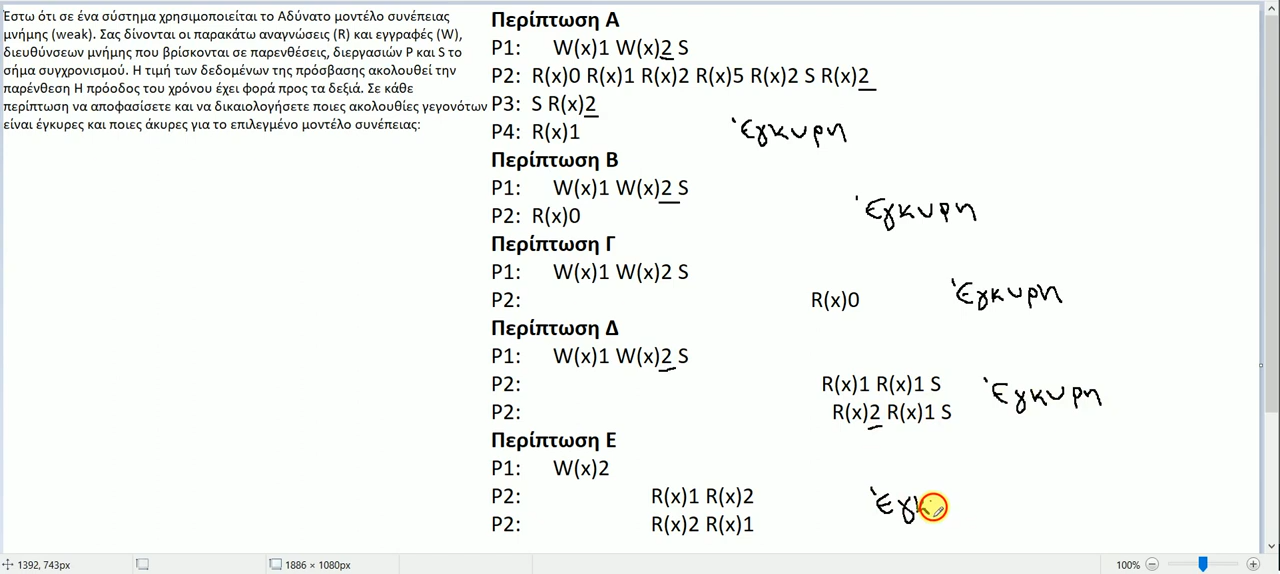 Έστω ότι σε ένα σύστημα χρησιμοποιείται το Αδύνατο μοντέλο συνέπειας
μνήμης (weak). Σας δίνονται οι παρακάτω αναγνώσεις (R) και εγγραφές (W),
διευθύνσεων μνήμης που βρίσκονται σε παρενθέσεις, διεργασιών P και S το
σήμα συγχρονισμού. Η τιμή των δεδομένων της πρόσβασης ακολουθεί την
παρένθεση Η πρόοδος του χρόνου έχει φορά προς τα δεξιά. Σε κάθε
περίπτωση να αποφασίσετε και να δικαιολογήσετε ποιες ακολουθίες γεγονότων
είναι έγκυρες και ποιες άκυρες για το επιλεγμένο μοντέλο συνέπειας:
Περίπτωση Α
P1: W(x)1 W(x)2 S
P2: R(x)0 R(x)1 R(x)2 R(x)5 R(x)2 S R(x)2
P3: S R(x)2
P4: R(x)1 Έγκυρη
Περίπτωση Β
P1: W(x)1 W(x)2 S
P2: R(x)0 Έγκυρη
Περίπτωση Γ
P1: W(x)1 W(x)2 S
P2: R(x)0 Έγκυρη
Περίπτωση Δ
P1: W(x)1 W(x)2 S
P2: R(x)1 R(x)1 S Έγκυρη
P2: R(x)2 R(x)1 S
Περίπτωση Ε
P1: W(x)2
P2: R(x)1 R(x)2 Έγκ
P2: R(x)2 R(x)1
1392, 743px 1886 × 1080px 100%